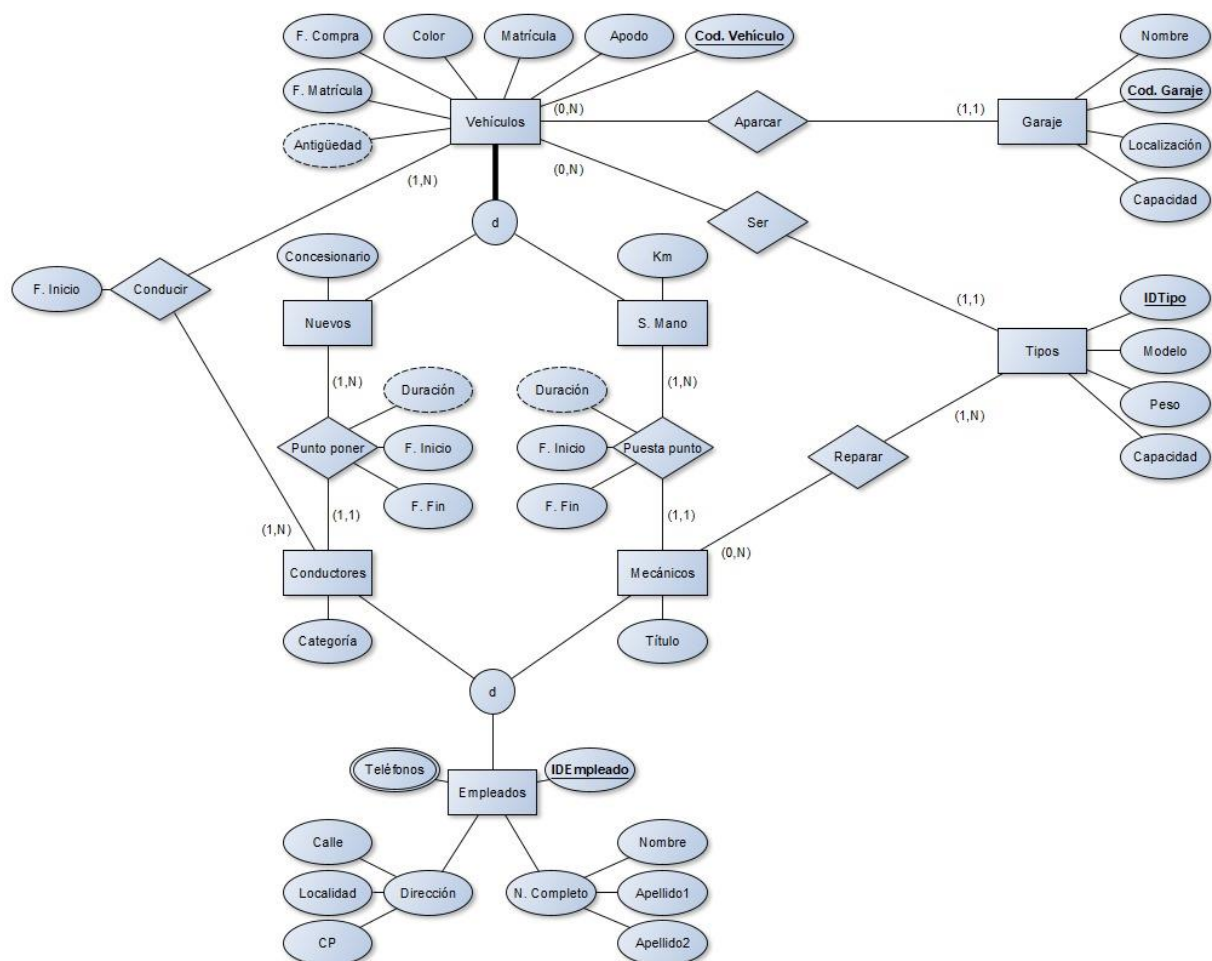 F. Compra
Color
Matrícula
Apodo
Cod. Vehículo
Nombre
F. Matrícula
Cod. Garaje
Vehículos
(0,N)
Aparcar
(1,1)
Garaje
Antigüedad
Localización
(1,N)
(0,N)
Capacidad
d
Ser
Concesionario
Km
F. Inicio
Conducir
(1,1)
IDTipo
Nuevos
S. Mano
Tipos
Modelo
(1,N)
(1,N)
Duración
Duración
Peso
(1,N)
Punto poner
F. Inicio
F. Inicio
Puesta punto
Reparar
Capacidad
F. Fin
F. Fin
(1,1)
(1,1)
(1,N)
(0,N)
Conductores
Mecánicos
Categoría
Título
d
Teléfonos
IDEmpleado
Empleados
Calle
Nombre
Localidad
Dirección
N. Completo
Apellido1
CP
Apellido2